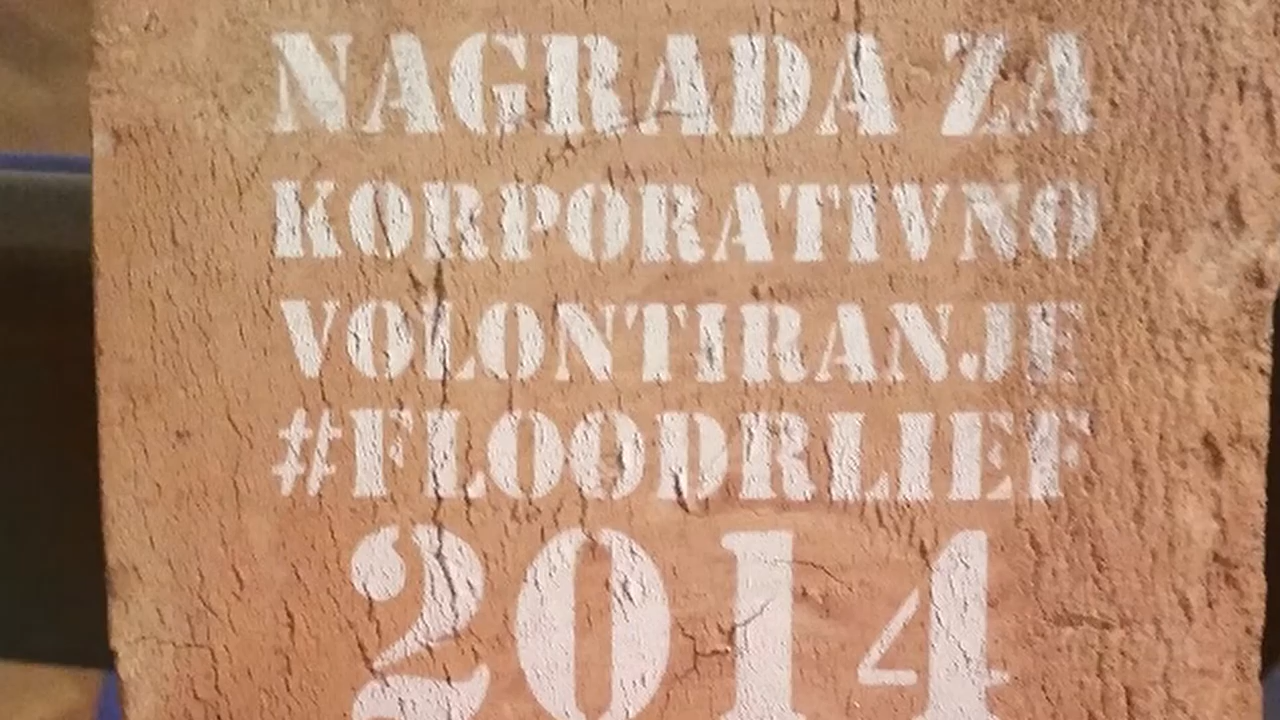 NAGRADA ZA
KORPORATIVNO
VOLONTIRANJE
#FLOODRLIEF
2014